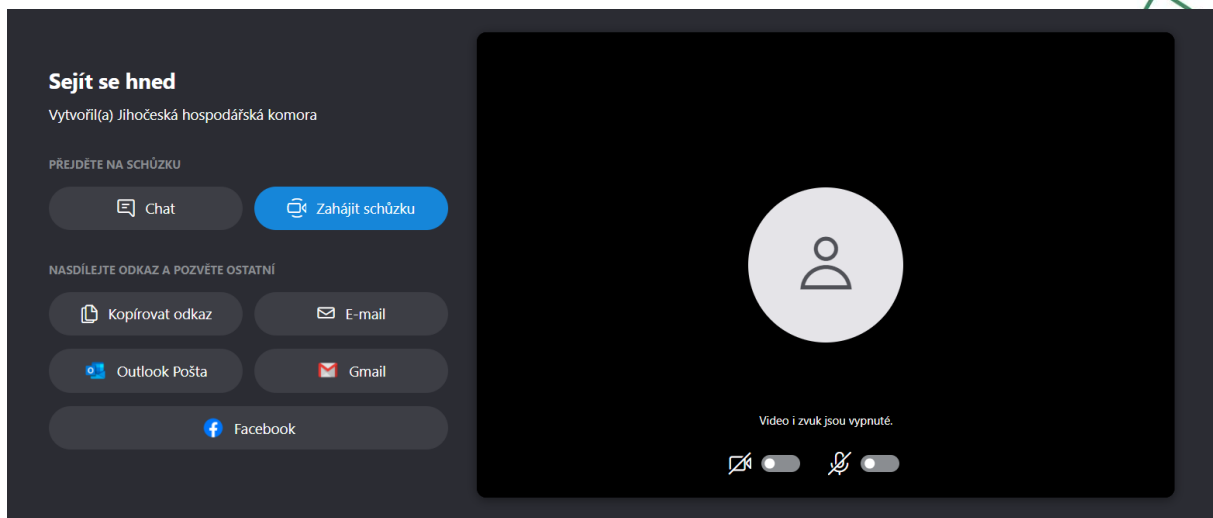 Sejít se hned
Vytvořil(a) Jihočeská hospodářská komora
PŘEJDĚTE NA SCHŮZKU
Chat
Zahájit schůzku
NASDÍLEJTE ODKAZ A POZVĚTE OSTATNÍ
Kopírovat odkaz
E-mail
Outlook Pošta
Gmail
Facebook
Video i zvuk jsou vypnuté.